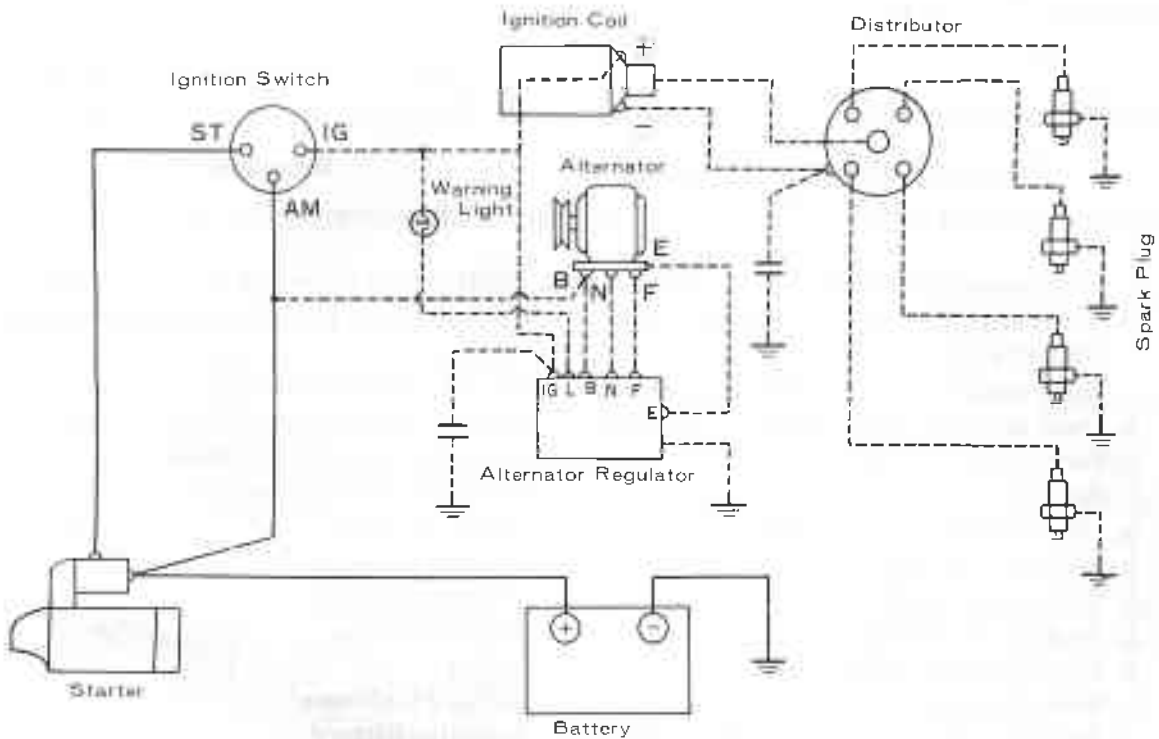 Ignition Coil
+
−
Distributor
Ignition Switch
ST IG
AM
Warning
Light
Alternator
E
B N F
IG L B N F
E
Alternator Regulator
Spark Plug
Starter
+ −
Battery